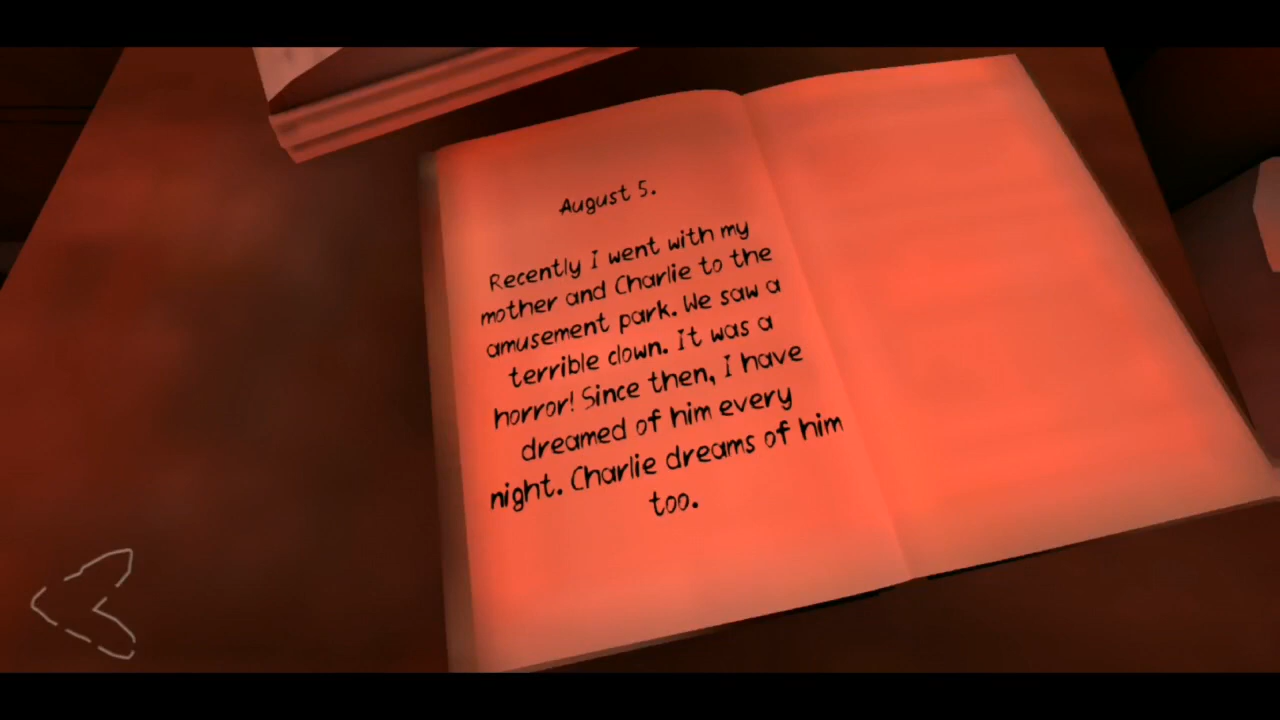 August 5.
Recently I went with my
mother and Charlie to the
amusement park. We saw a
terrible clown. It was a
horror! Since then, I have
dreamed of him every
night. Charlie dreams of him
too.